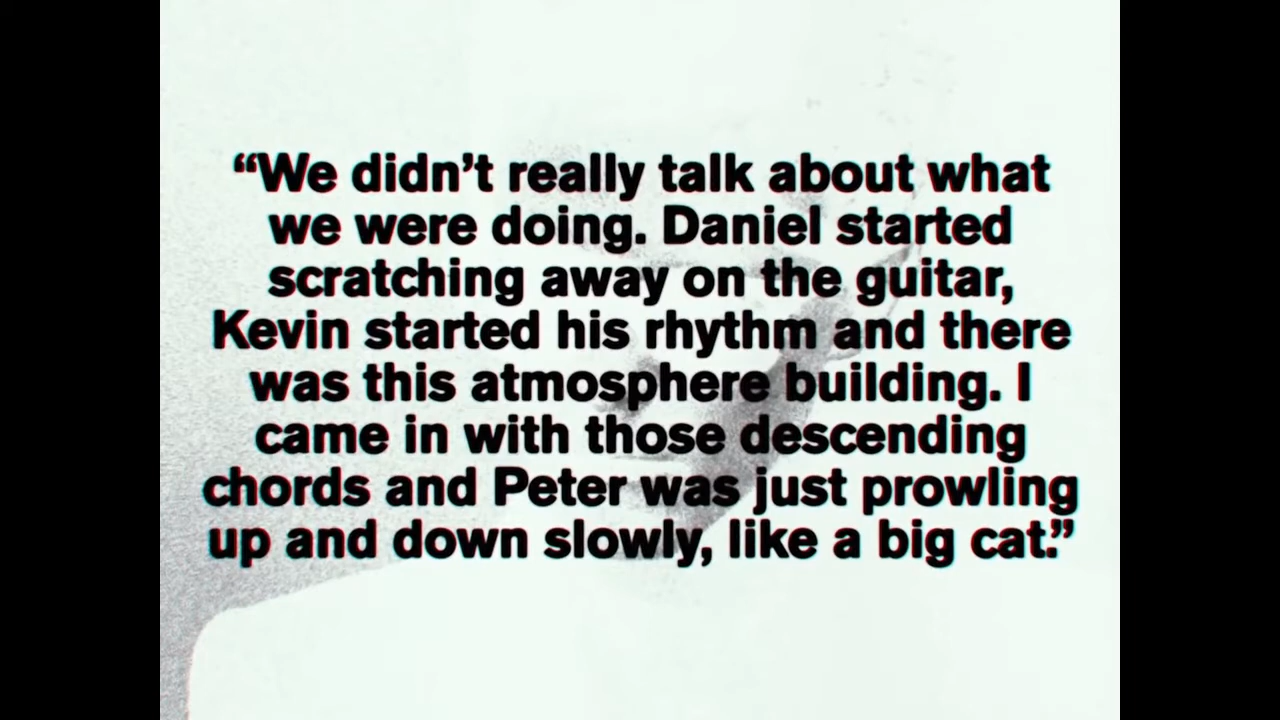 “We didn’t really talk about what
we were doing. Daniel started
scratching away on the guitar,
Kevin started his rhythm and there
was this atmosphere building. I
came in with those descending
chords and Peter was just prowling
up and down slowly, like a big cat.”